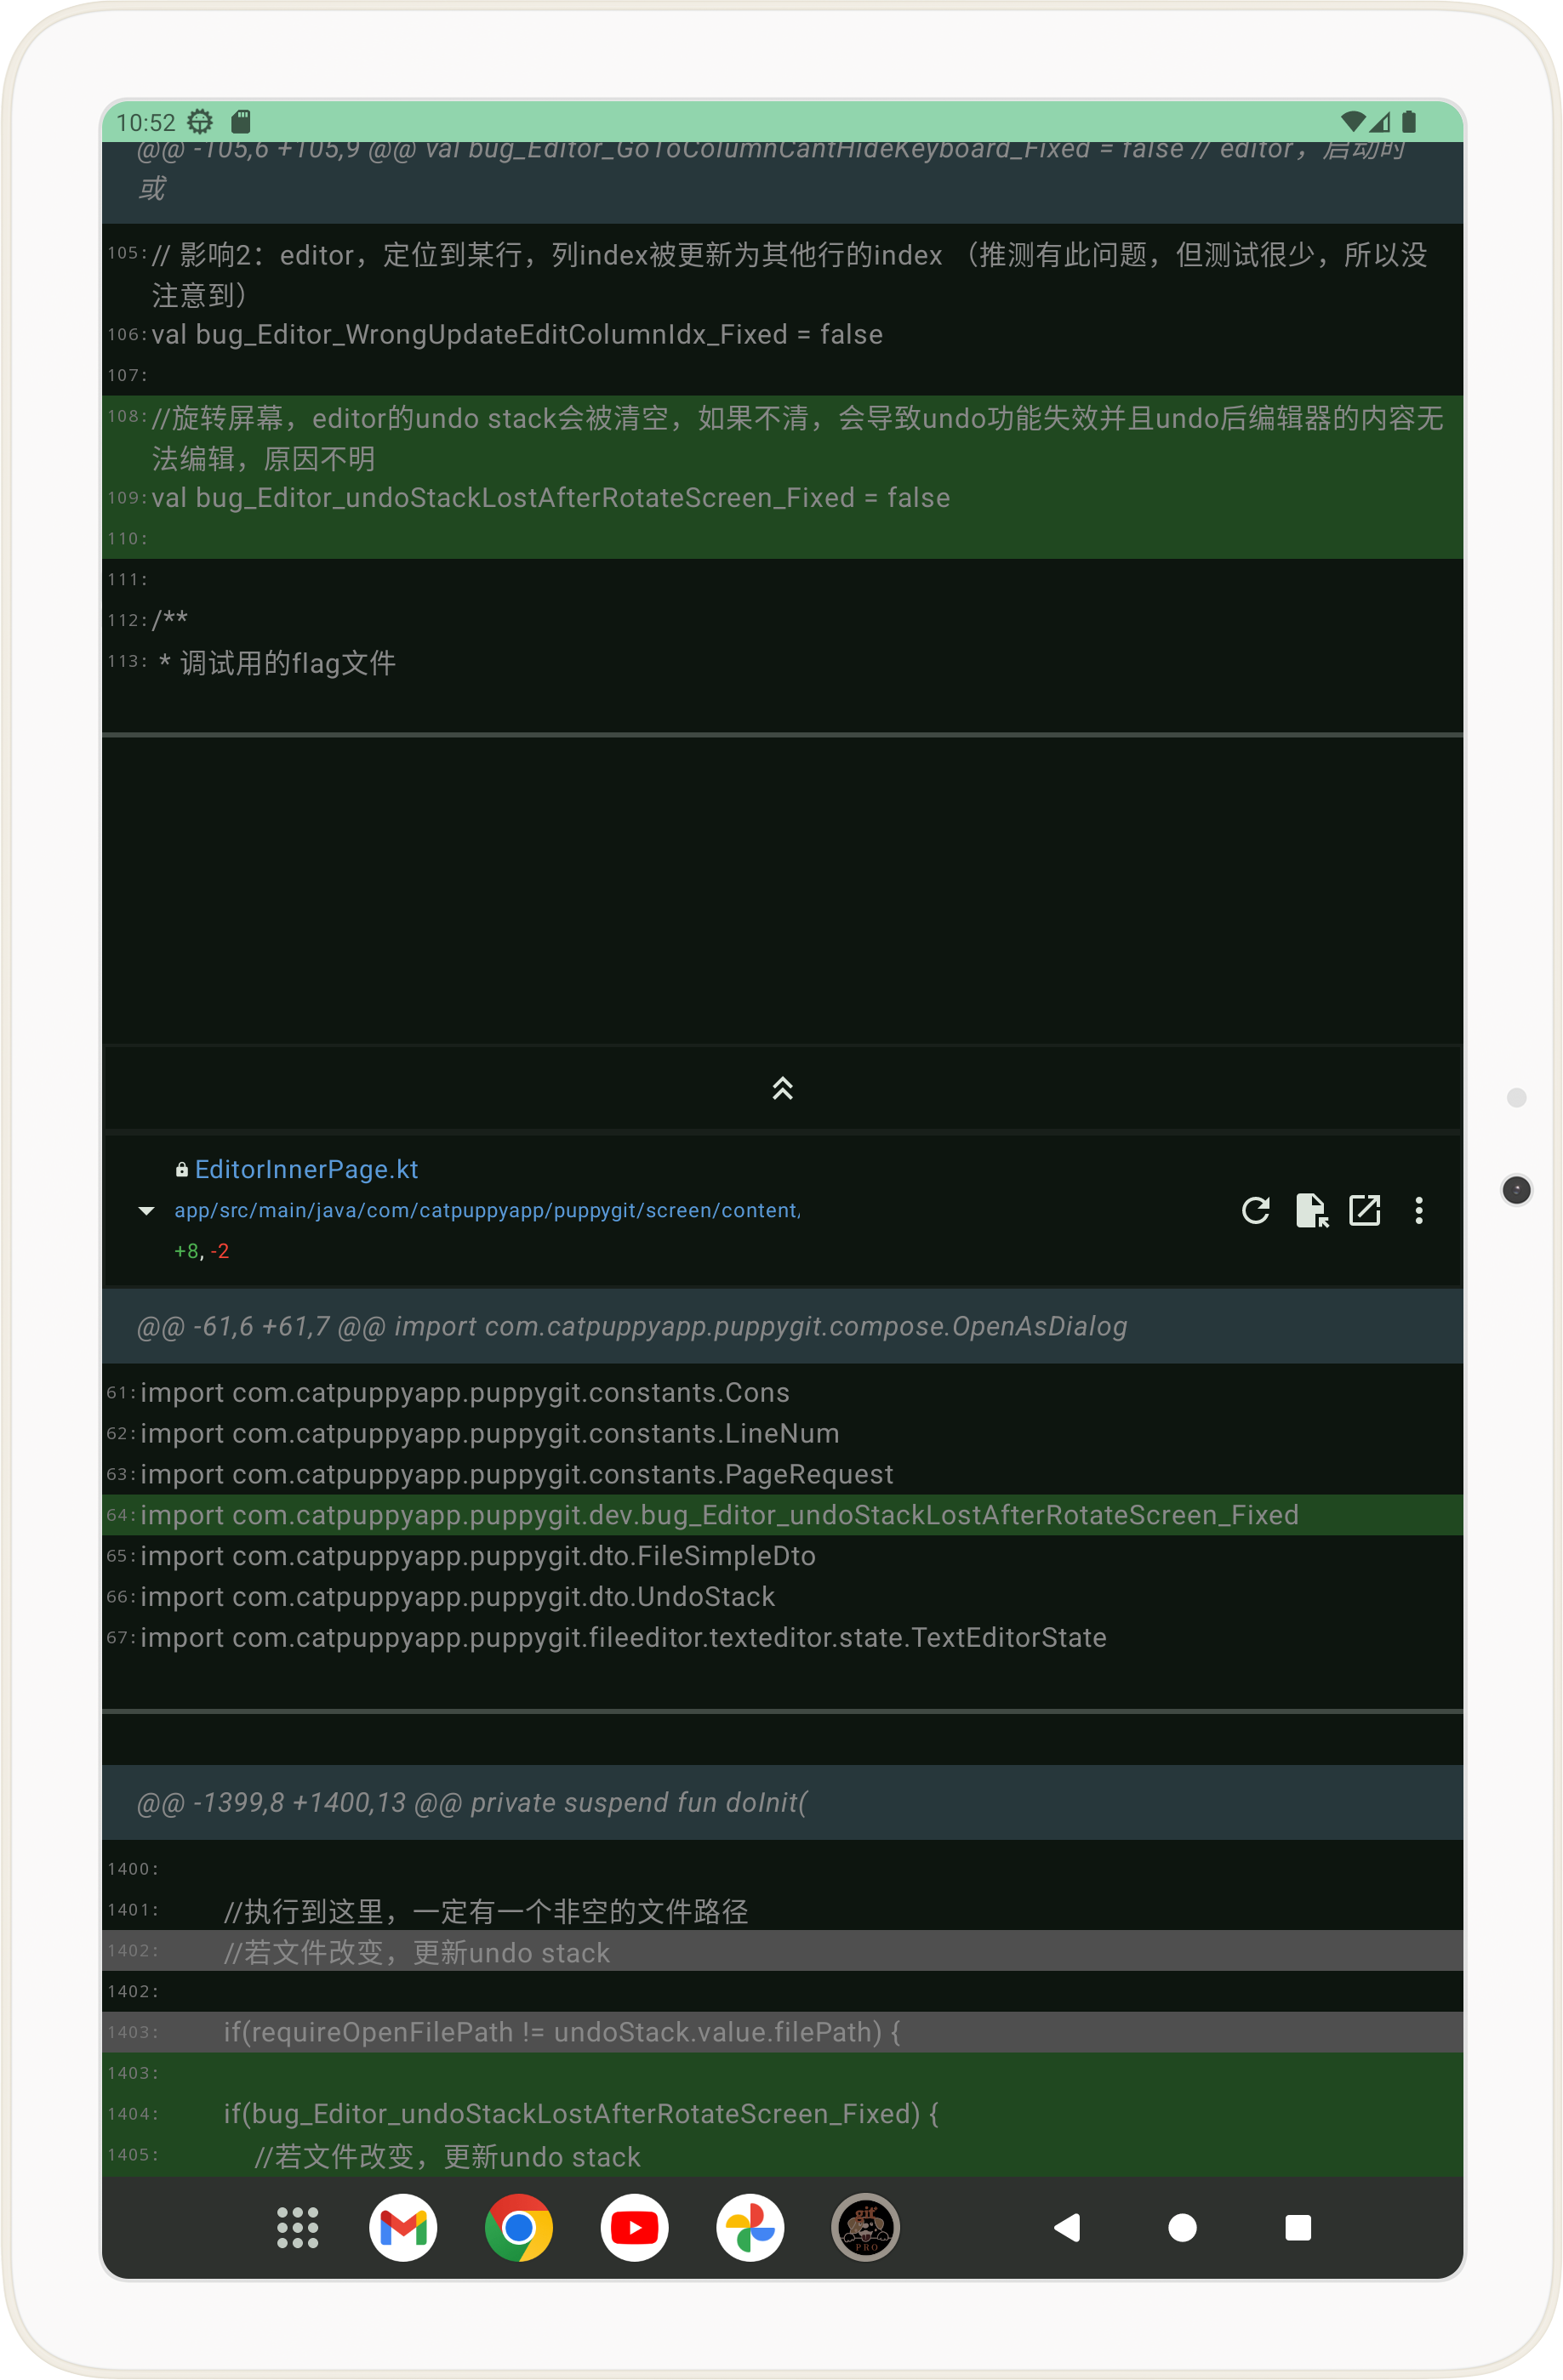 10:52
@@ -105,6 +105,9 @@ val bug_Editor_GoToColumnCantHideKeyboard_Fixed = false // editor，启动时
或
105: // 影响2：editor，定位到某行，列index被更新为其他行的index （推测有此问题，但测试很少，所以没
注意到）
106: val bug_Editor_WrongUpdateEditColumnIdx_Fixed = false
107:
108: //旋转屏幕，editor的undo stack会被清空，如果不清，会导致undo功能失效并且undo后编辑器的内容无
法编辑，原因不明
109: val bug_Editor_undoStackLostAfterRotateScreen_Fixed = false
110:
111:
112: /**
113: * 调试用的flag文件
EditorInnerPage.kt
app/src/main/java/com/catpuppyapp/puppygit/screen/content/
+8, -2
@@ -61,6 +61,7 @@ import com.catpuppyapp.puppygit.compose.OpenAsDialog
61: import com.catpuppyapp.puppygit.constants.Cons
62: import com.catpuppyapp.puppygit.constants.LineNum
63: import com.catpuppyapp.puppygit.constants.PageRequest
64: import com.catpuppyapp.puppygit.dev.bug_Editor_undoStackLostAfterRotateScreen_Fixed
65: import com.catpuppyapp.puppygit.dto.FileSimpleDto
66: import com.catpuppyapp.puppygit.dto.UndoStack
67: import com.catpuppyapp.puppygit.fileeditor.texteditor.state.TextEditorState
@@ -1399,8 +1400,13 @@ private suspend fun doInit(
1400:
1401: //执行到这里，一定有一个非空的文件路径
1402: //若文件改变，更新undo stack
1402:
1403: if(requireOpenFilePath != undoStack.value.filePath) {
1403:
1404: if(bug_Editor_undoStackLostAfterRotateScreen_Fixed) {
1405: //若文件改变，更新undo stack
git
PRO